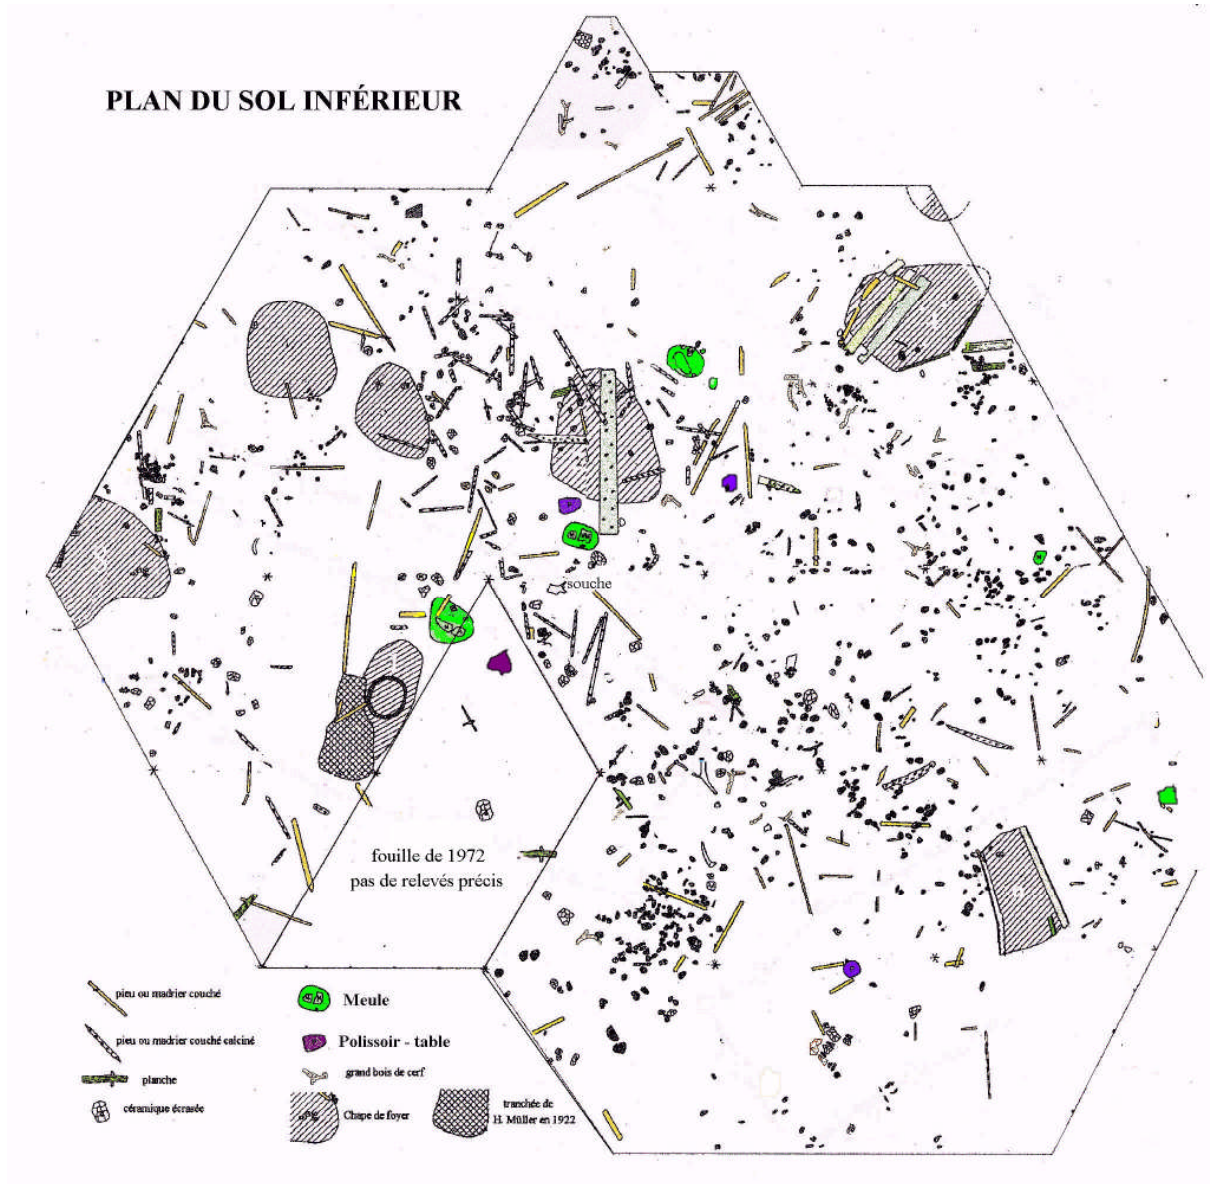 PLAN DU SOL INFÉRIEUR
souche
fouille de 1972
pas de relevés précis
pieu ou madrier couché
pieu ou madrier couché calciné
planche
céramique écrasée
Meule
Polissoir - table
grand bois de cerf
Chape de foyer
tranchée de
H. Müller en 1922